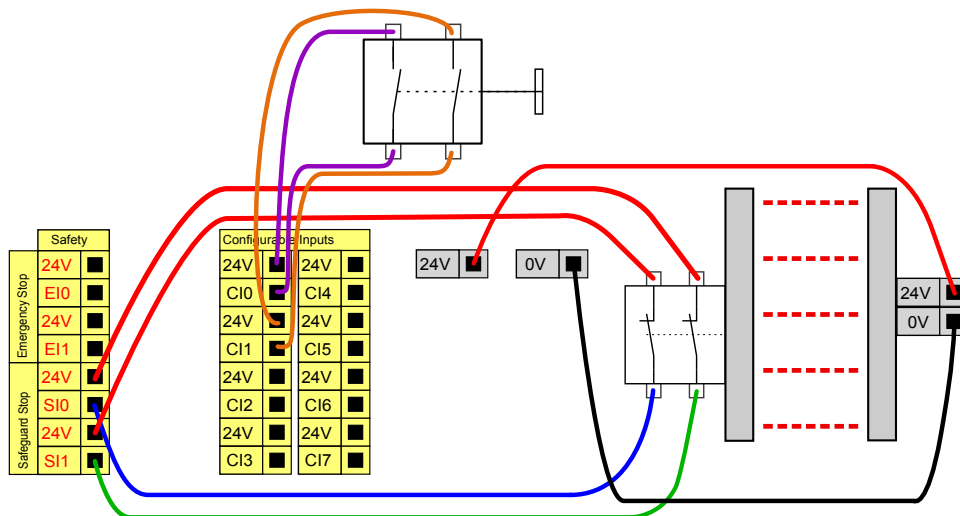 Safety
Emergency Stop
24V
EI0
24V
EI1
Safeguard Stop
24V
SI0
24V
SI1
Configurable Inputs
24V 24V
CI0 CI4
24V 24V
CI1 CI5
24V 24V
CI2 CI6
24V 24V
CI3 CI7
24V
0V
24V
0V